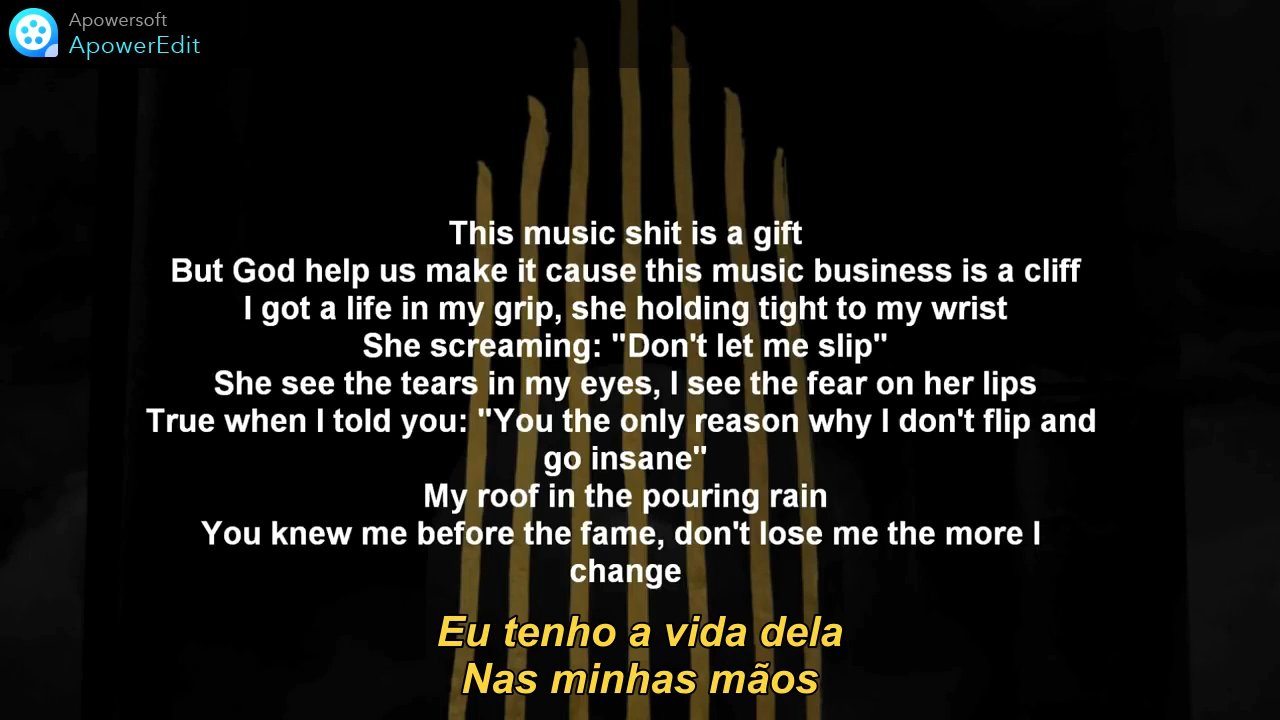 Apowersoft
ApowerEdit
This music shit is a gift
But God help us make it cause this music business is a cliff
I got a life in my grip, she holding tight to my wrist
She screaming: "Don't let me slip"
She see the tears in my eyes, I see the fear on her lips
True when I told you: "You the only reason why I don't flip and
go insane"
My roof in the pouring rain
You knew me before the fame, don't lose me the more I
change
Eu tenho a vida dela
Nas minhas mãos